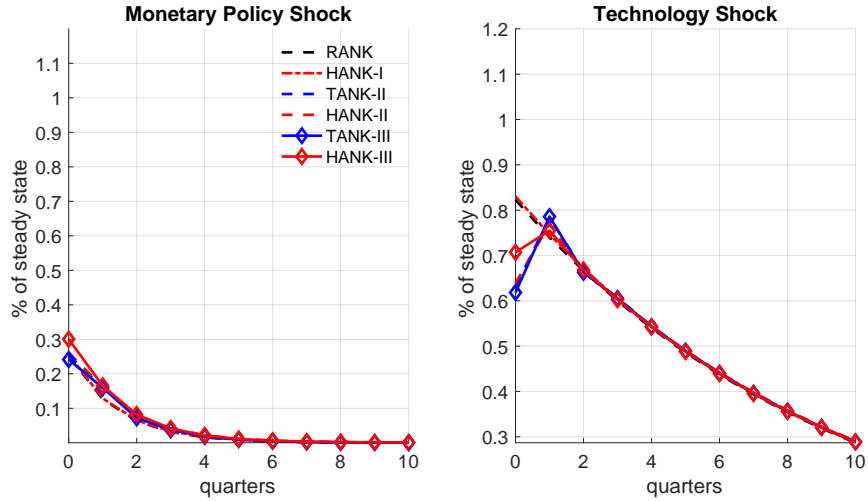 Monetary Policy Shock
% of steady state
1.1
1
0.9
0.8
0.7
0.6
0.5
0.4
0.3
0.2
0.1
RANK
HANK-I
TANK-II
HANK-II
TANK-III
HANK-III
0 2 4 6 8 10
quarters
Technology Shock
% of steady state
1.2
1.1
1
0.9
0.8
0.7
0.6
0.5
0.4
0.3
0 2 4 6 8 10
quarters